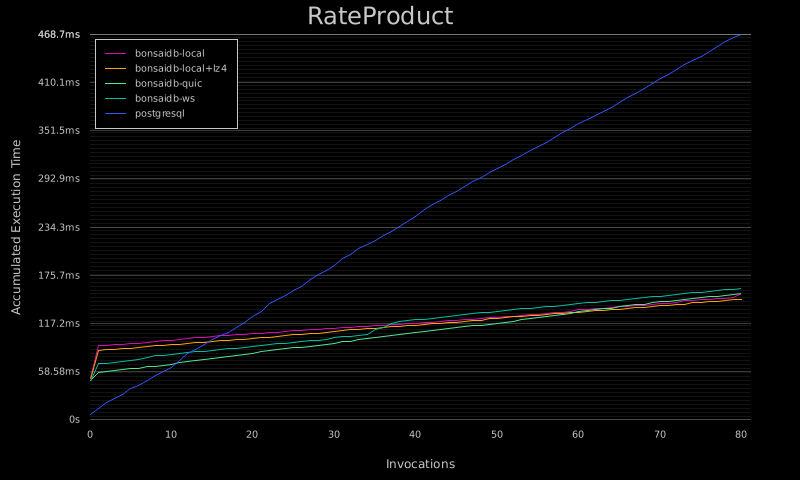 RateProduct
468.7ms
410.1ms
351.5ms
292.9ms
234.3ms
175.7ms
117.2ms
58.58ms
0s
bonsaidb-local
bonsaidb-local+lz4
bonsaidb-quic
bonsaidb-ws
postgresql
Accumulated Execution Time
0 10 20 30 40 50 60 70 80
Invocations